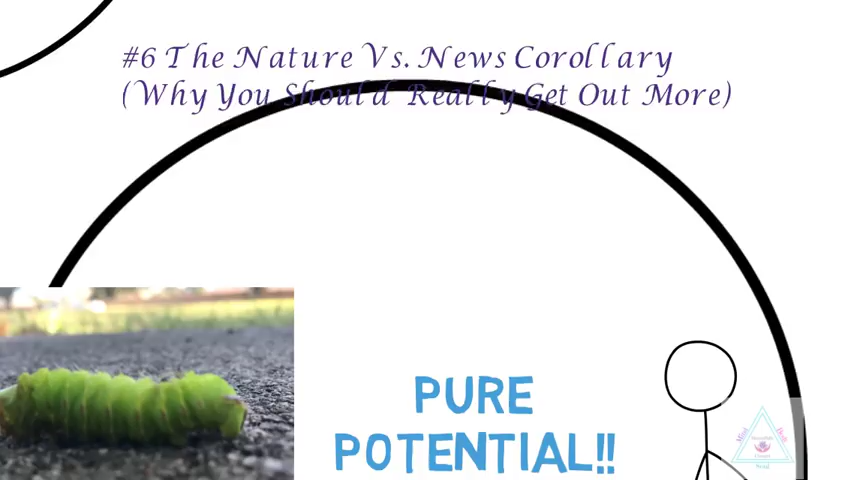 #6 The Nature Vs. News Corollary
(Why You Should Really Get Out More)
PURE
POTENTIAL!!